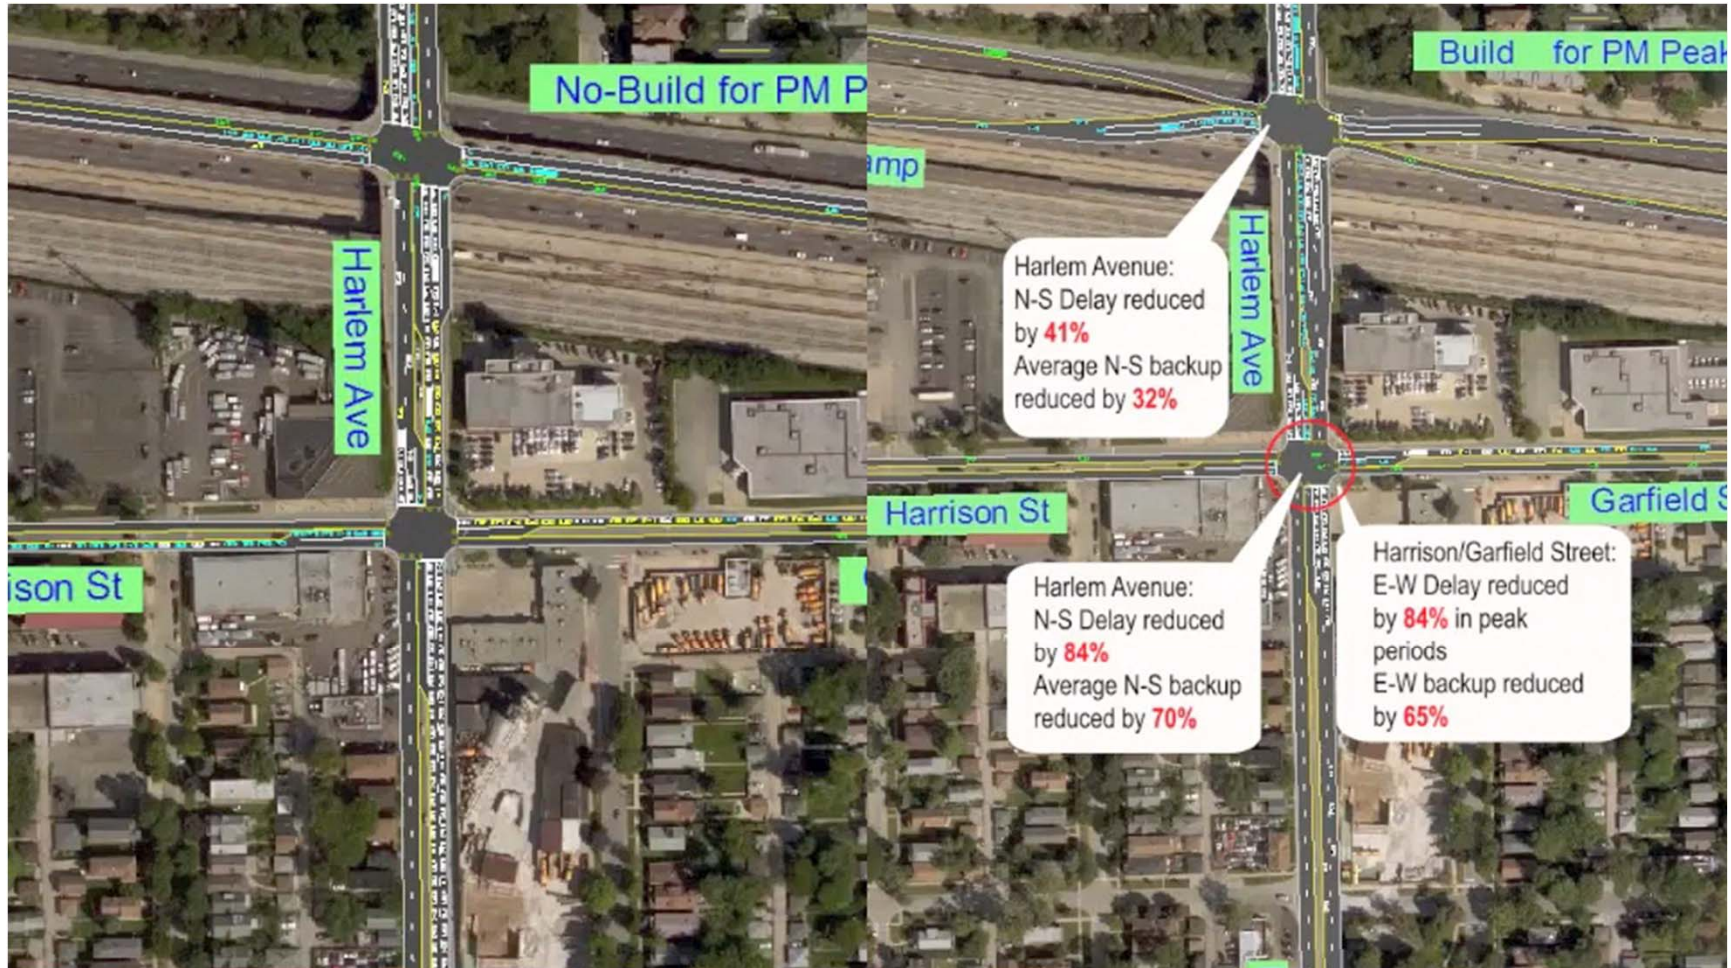 No-Build for PM P
Harlem Ave
ison St
Build for PM Peak
amp
Harlem Avenue:
N-S Delay reduced
by 41%
Average N-S backup
reduced by 32%
Harlem Ave
Harrison St
Garfield S
Harlem Avenue:
N-S Delay reduced
by 84%
Average N-S backup
reduced by 70%
Harrison/Garfield Street:
E-W Delay reduced
by 84% in peak
periods
E-W backup reduced
by 65%